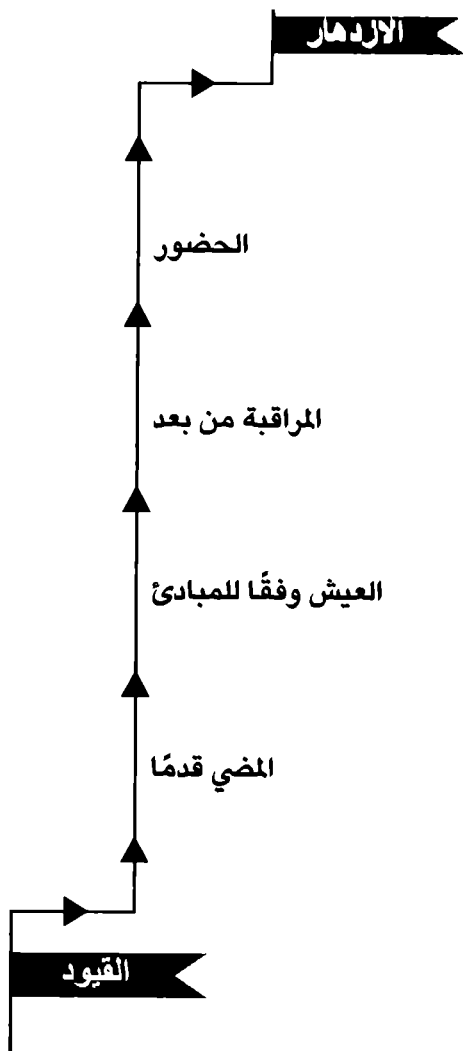 الازدهار
الحضور
المراقبة من بعد
العيش وفقًا للمبادئ
المضي قدمًا
القيود